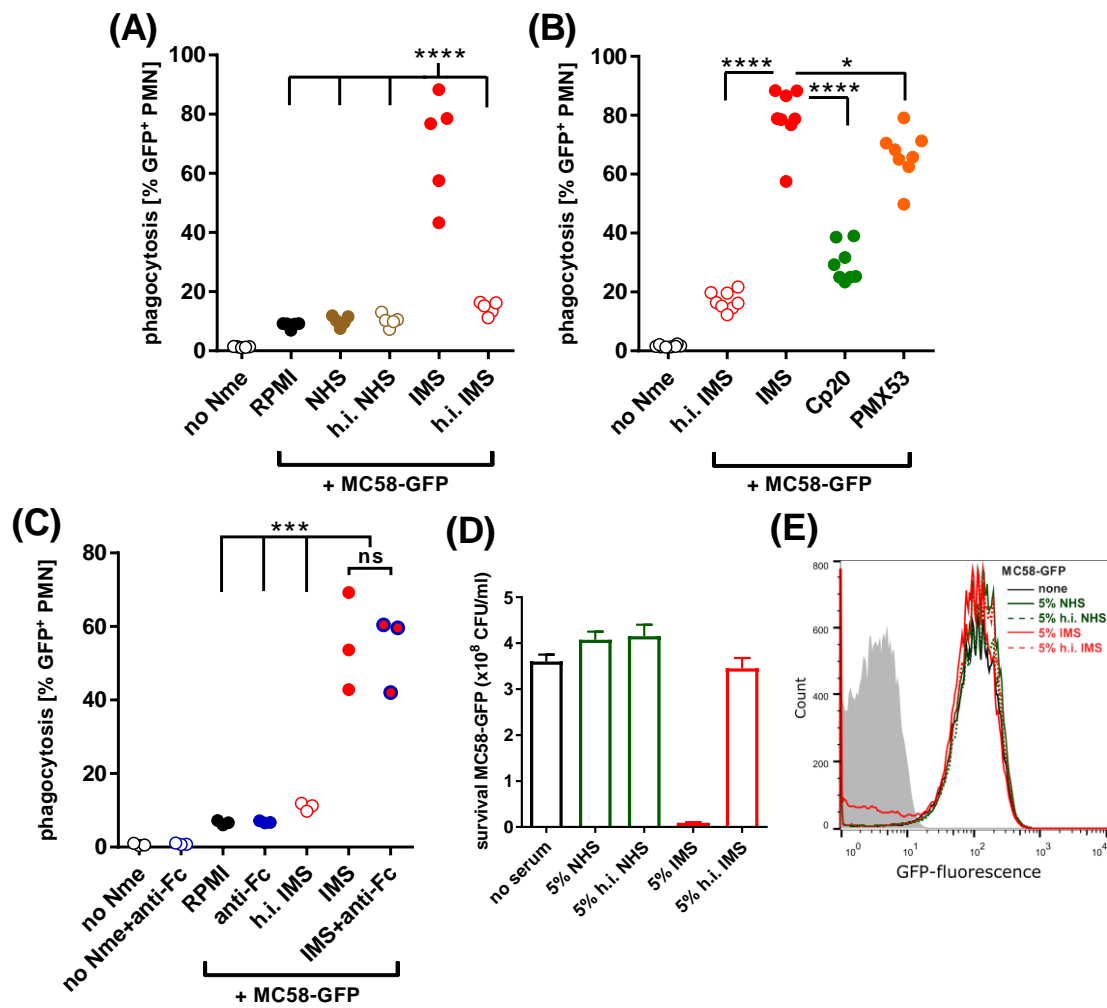 (A)
phagocytosis [% GFP+ PMN]
100
80
60
40
20
0
****
no Nme
RPMI
NHS
h.i. NHS
IMS
h.i. IMS
+ MC58-GFP
(B)
phagocytosis [% GFP+ PMN]
100
80
60
40
20
0
****
*
****
no Nme
h.i. IMS
IMS
Cp20
PMX53
+ MC58-GFP
(C)
phagocytosis [% GFP+ PMN]
80
60
40
20
0
***
ns
no Nme
no Nme+anti-Fc
RPMI
anti-Fc
h.i. IMS
IMS
IMS+anti-Fc
+ MC58-GFP
(D)
survival MC58-GFP (x10⁸ CFU/ml)
5
4
3
2
1
0
no serum
5% NHS
5% h.i. NHS
5% IMS
5% h.i. IMS
(E)
MC58-GFP
none
5% NHS
5% h.i. NHS
5% IMS
5% h.i. IMS
Count
800
600
400
200
0
10⁰
10¹
10²
10³
10⁴
GFP-fluorescence